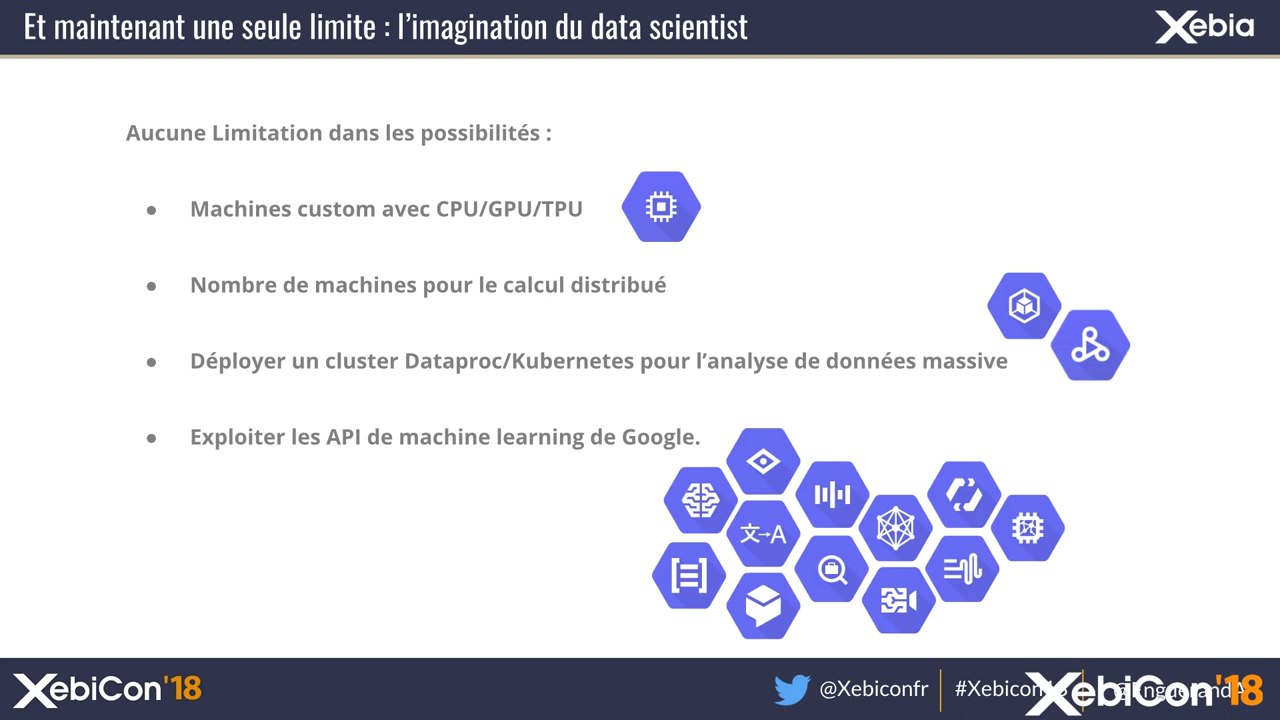 Et maintenant une seule limite : l'imagination du data scientist
Xebia
Aucune Limitation dans les possibilités :
● Machines custom avec CPU/GPU/TPU
● Nombre de machines pour le calcul distribué
● Déployer un cluster Dataproc/Kubernetes pour l'analyse de données massive
● Exploiter les API de machine learning de Google.
文→A
XebiCon'18
@Xebiconfr
XebiCon'18